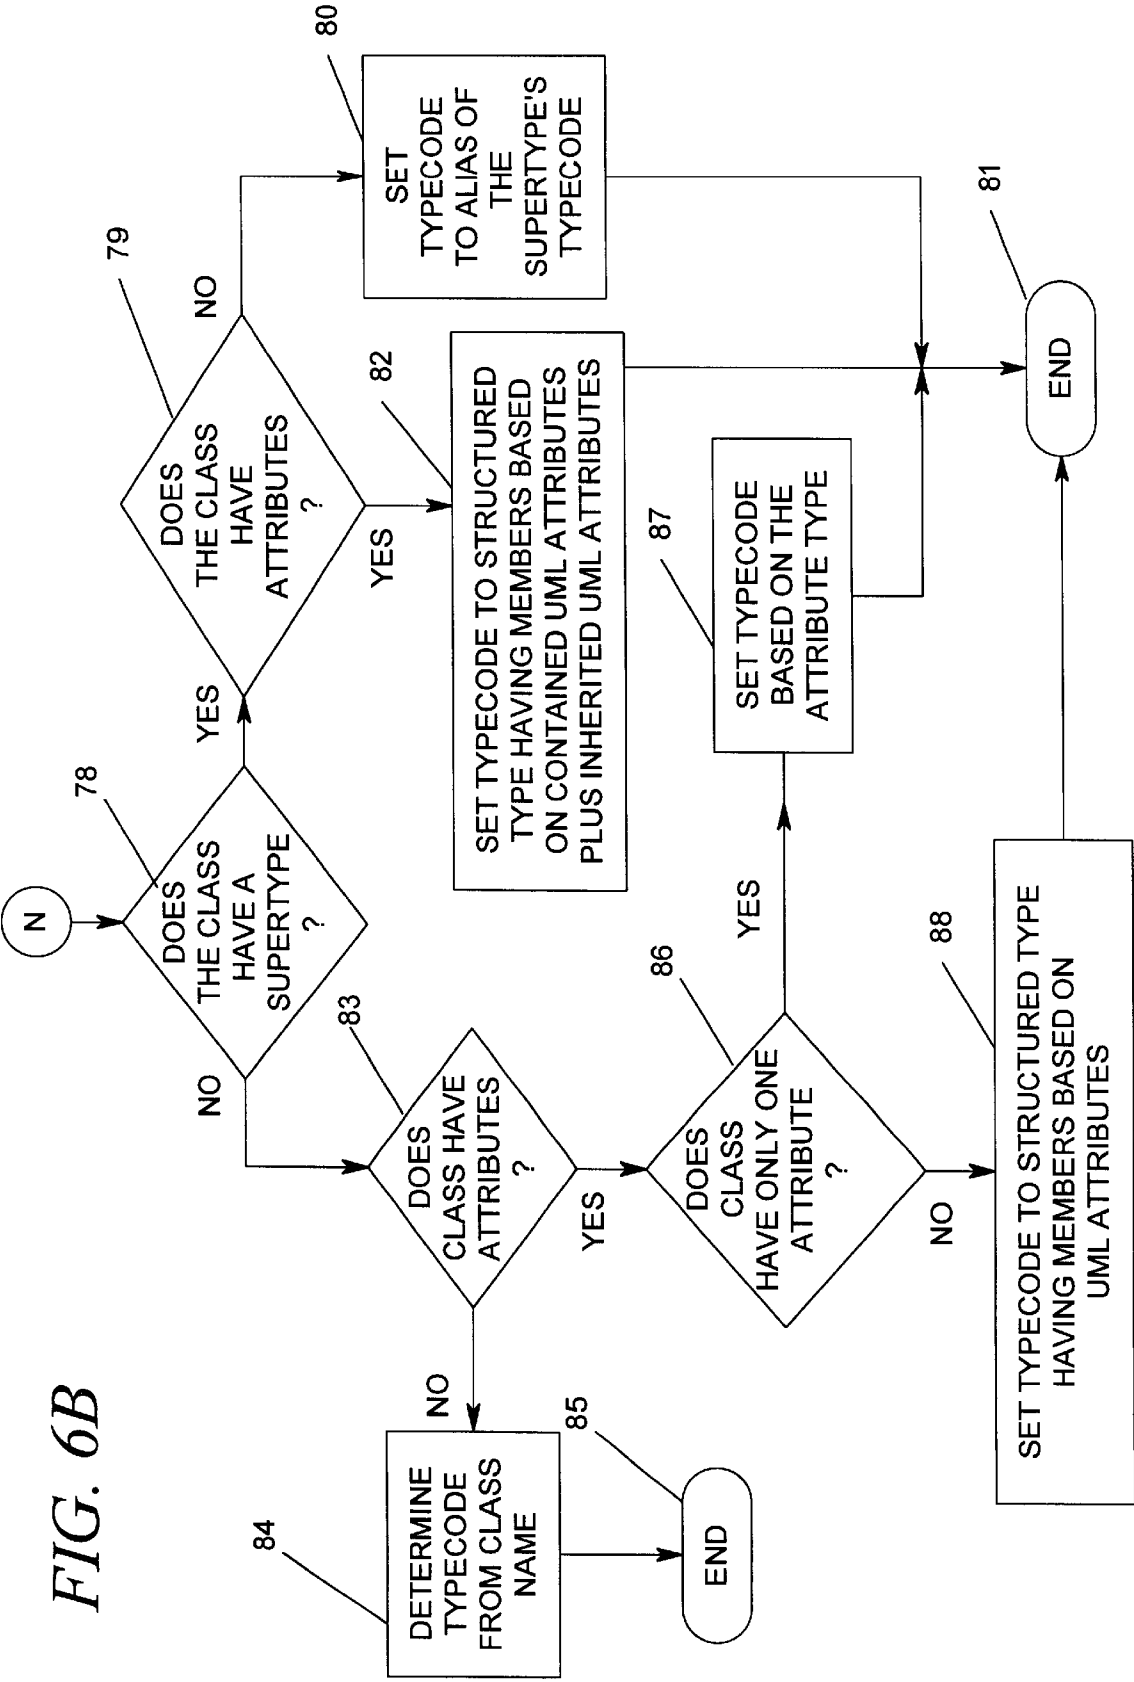 FIG. 6B
N
78
DOES
THE CLASS
HAVE A
SUPERTYPE
?
YES
NO
79
DOES
THE CLASS
HAVE
ATTRIBUTES
?
NO
YES
80
SET
TYPECODE
TO ALIAS OF
THE
SUPERTYPE'S
TYPECODE
82
SET TYPECODE TO STRUCTURED
TYPE HAVING MEMBERS BASED
ON CONTAINED UML ATTRIBUTES
PLUS INHERITED UML ATTRIBUTES
83
DOES
CLASS HAVE
ATTRIBUTES
?
NO
YES
84
DETERMINE
TYPECODE
FROM CLASS
NAME
85
END
86
DOES
CLASS
HAVE ONLY ONE
ATTRIBUTE
?
YES
NO
87
SET TYPECODE
BASED ON THE
ATTRIBUTE TYPE
88
SET TYPECODE TO STRUCTURED TYPE
HAVING MEMBERS BASED ON
UML ATTRIBUTES
81
END